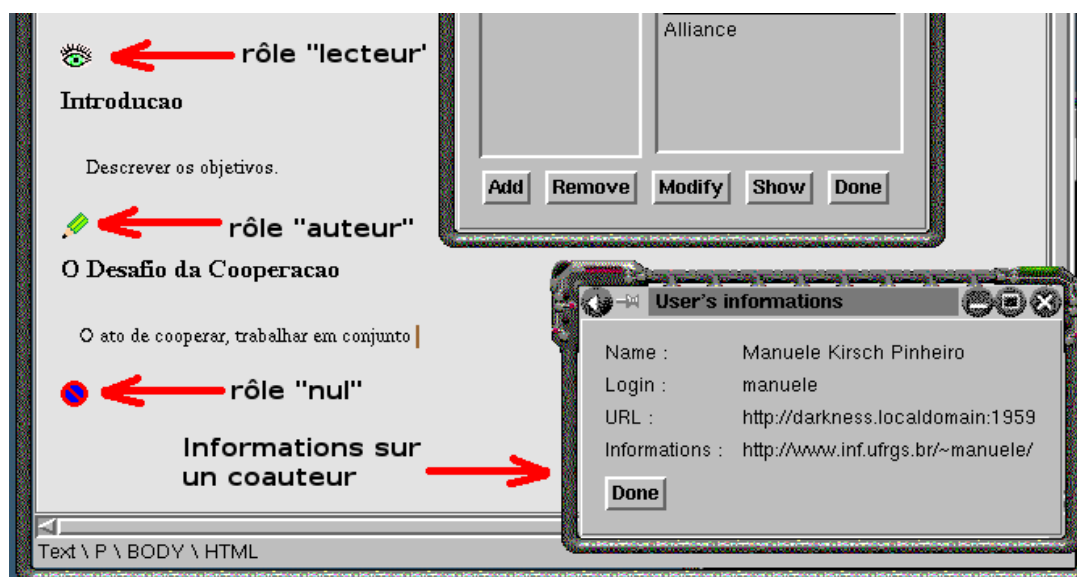 Alliance
rôle "lecteur'
Introducao
Descrever os objetivos.
Add Remove Modify Show Done
rôle "auteur"
O Desafio da Cooperacao
O ato de cooperar, trabalhar em conjunto
rôle "nul"
Informations sur
un coauteur
User's informations
Name : Manuele Kirsch Pinheiro
Login : manuele
URL : http://darkness.localdomain:1959
Informations : http://www.inf.ufrgs.br/~manuele/
Done
Text \ P \ BODY \ HTML